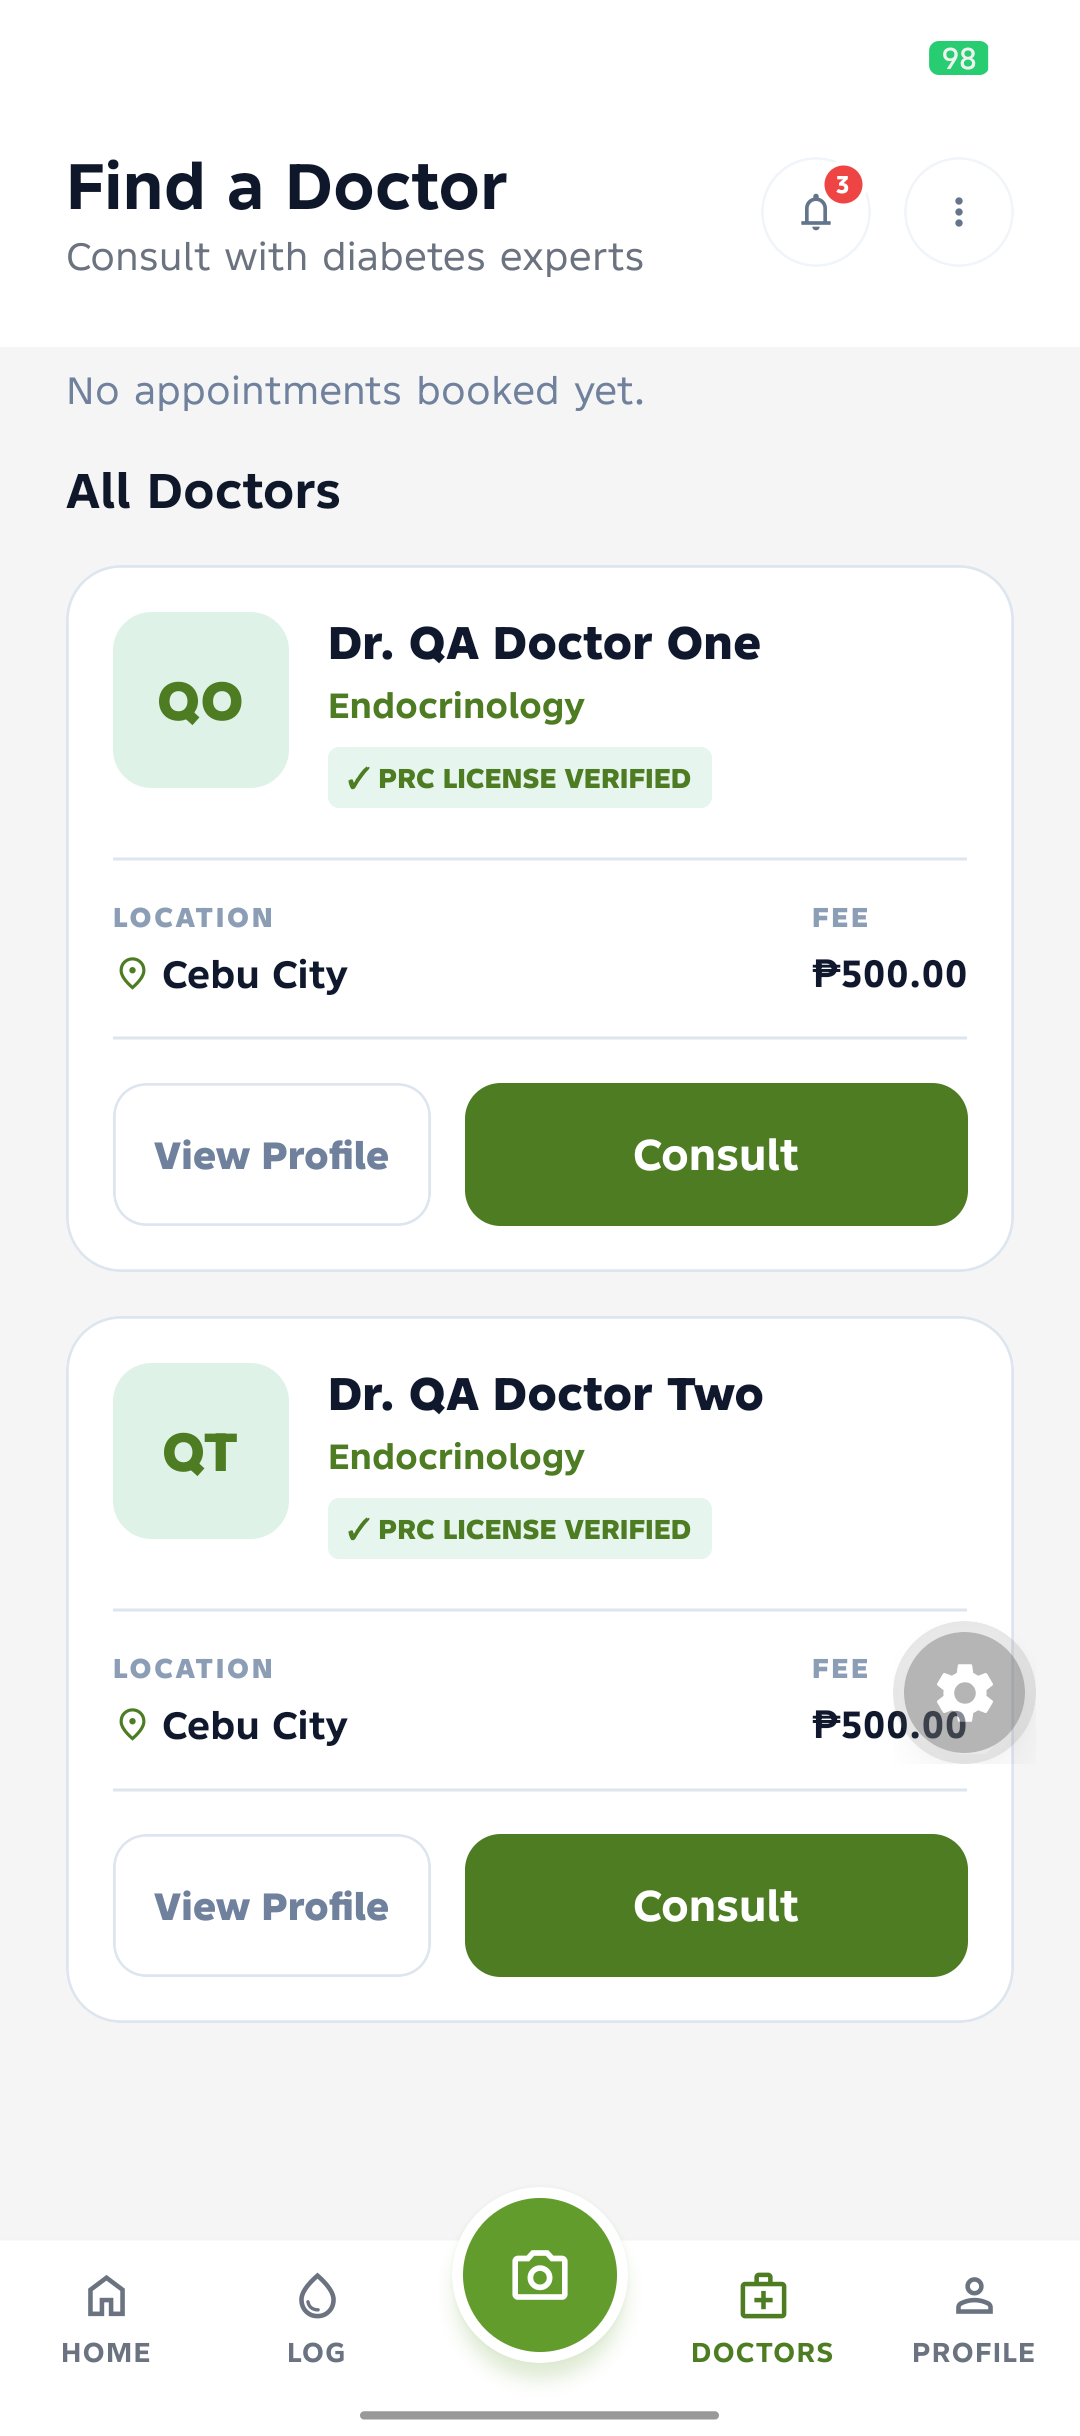 98
Find a Doctor
3
Consult with diabetes experts
No appointments booked yet.
All Doctors
QO
Dr. QA Doctor One
Endocrinology
✓ PRC LICENSE VERIFIED
LOCATION FEE
Cebu City ₱500.00
View Profile Consult
QT
Dr. QA Doctor Two
Endocrinology
✓ PRC LICENSE VERIFIED
LOCATION FEE
Cebu City ₱500.00
View Profile Consult
HOME LOG DOCTORS PROFILE